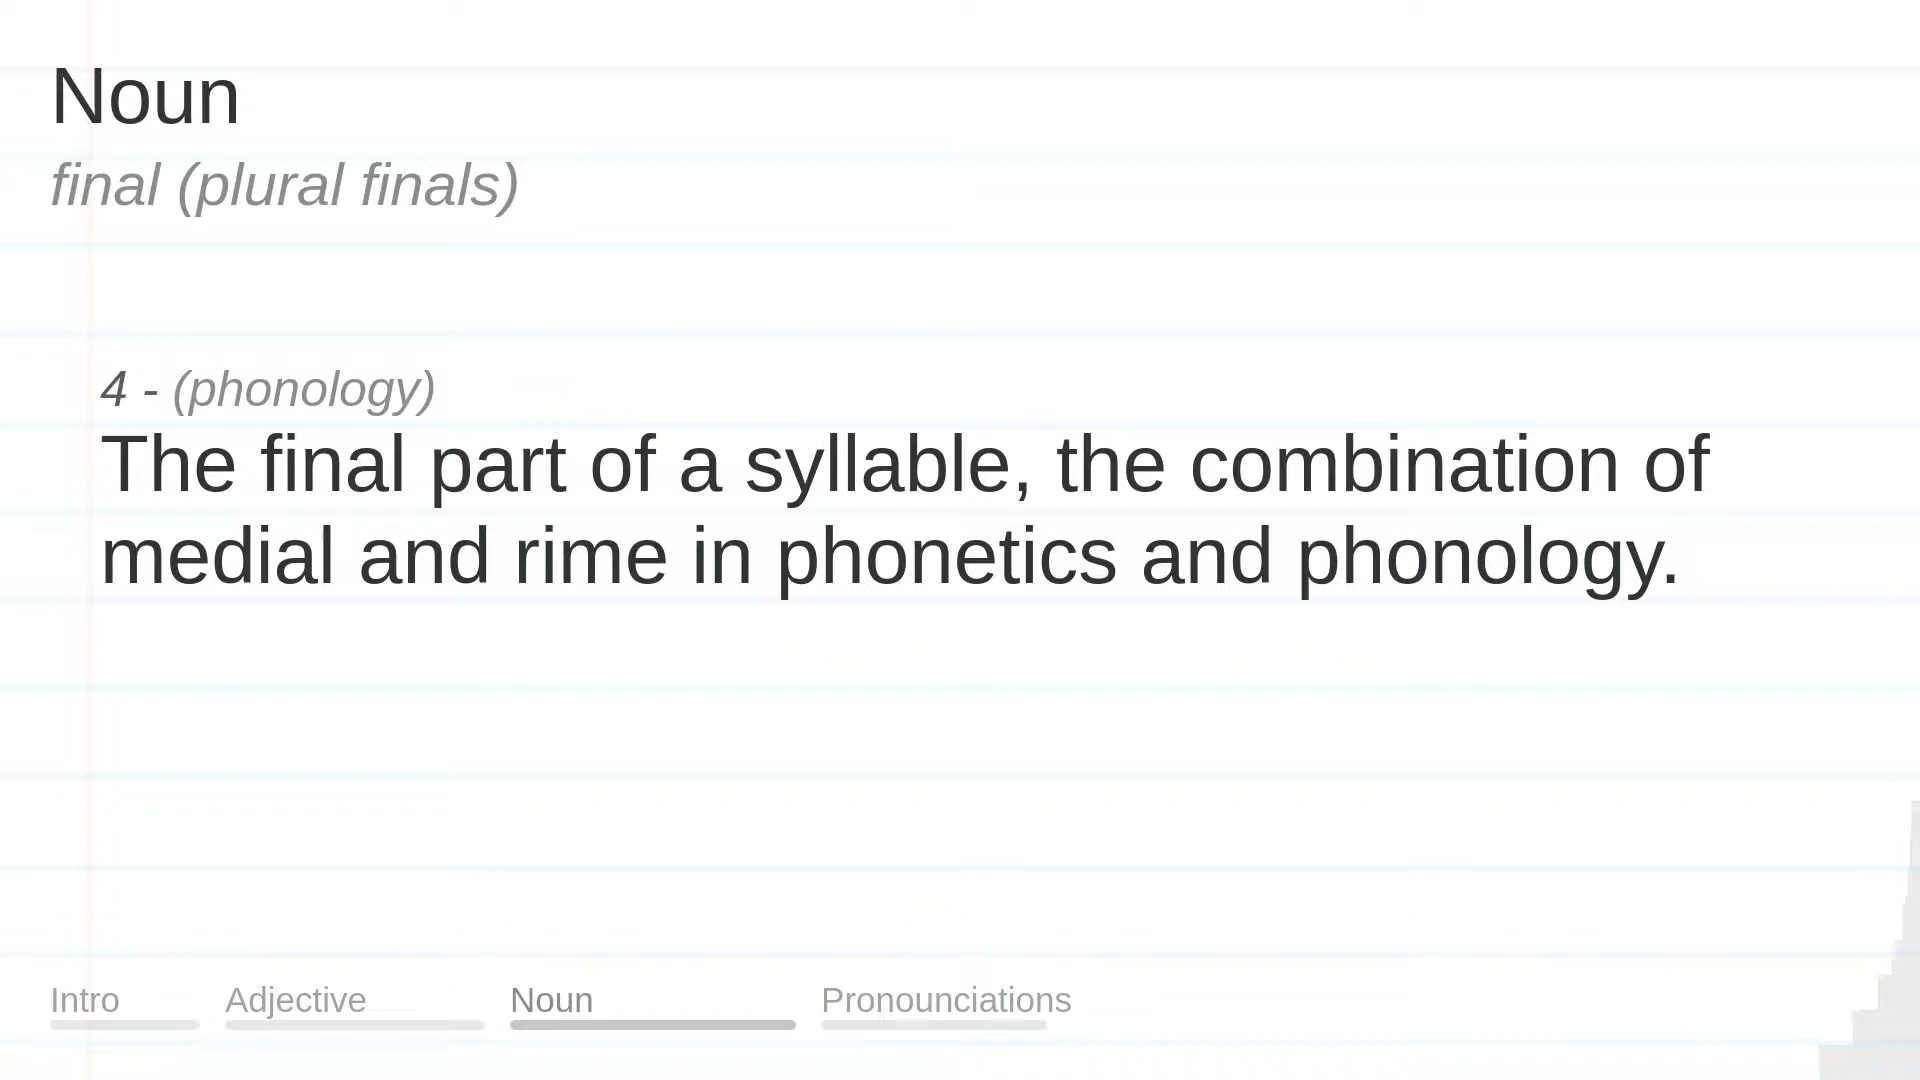 Noun
final (plural finals)
4 - (phonology)
The final part of a syllable, the combination of
medial and rime in phonetics and phonology.
Intro Adjective Noun Pronounciations